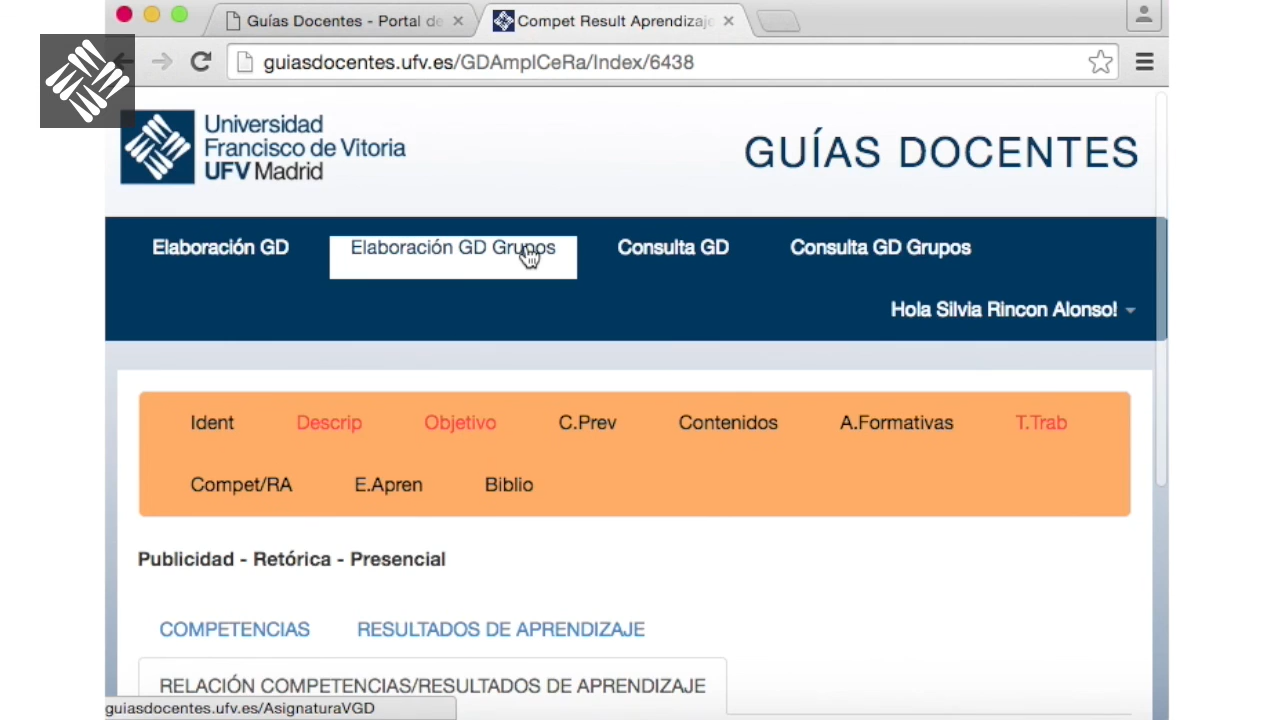 Guías Docentes - Portal de
Compet Result Aprendizaje
guiasdocentes.ufv.es/GDAmplCeRa/Index/6438
Universidad
Francisco de Vitoria
UFV Madrid
GUÍAS DOCENTES
Elaboración GD
Elaboración GD Grupos
Consulta GD
Consulta GD Grupos
Hola Silvia Rincon Alonso!
Ident
Descrip
Objetivo
C.Prev
Contenidos
A.Formativas
T.Trab
Compet/RA
E.Apren
Biblio
Publicidad - Retórica - Presencial
COMPETENCIAS
RESULTADOS DE APRENDIZAJE
RELACIÓN COMPETENCIAS/RESULTADOS DE APRENDIZAJE
guiasdocentes.ufv.es/AsignaturaVGD